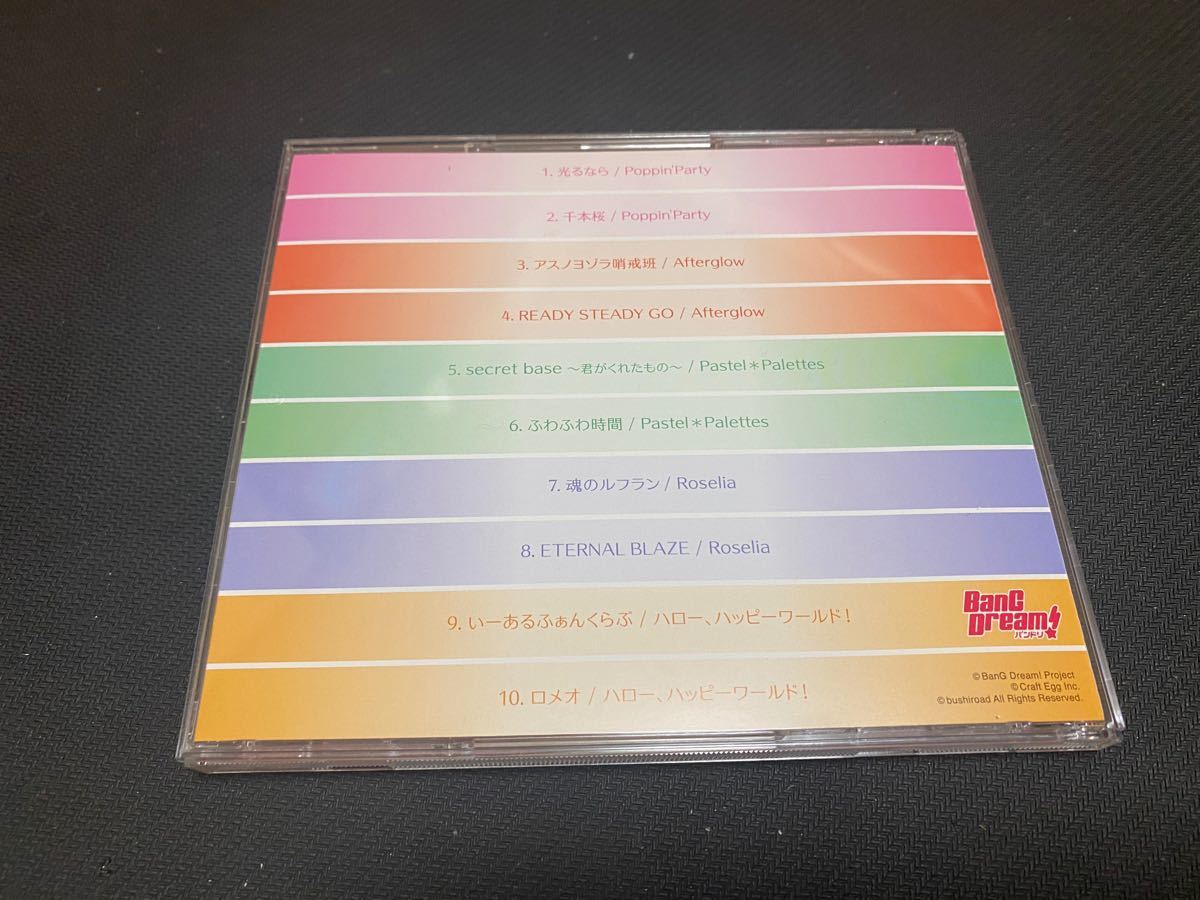 1. 光るなら / Poppin'Party
2. 千本桜 / Poppin'Party
3. アスノヨゾラ哨戒班 / Afterglow
4. READY STEADY GO / Afterglow
5. secret base ～君がくれたもの～ / Pastel＊Palettes
6. ふわふわ時間 / Pastel＊Palettes
7. 魂のルフラン / Roselia
8. ETERNAL BLAZE / Roselia
9. いーあるふぁんくらぶ / ハロー、ハッピーワールド！
BanG
Dream!
バンドリ
10. ロメオ / ハロー、ハッピーワールド！
©BanG Dream! Project
©Craft Egg Inc.
©bushiroad All Rights Reserved.